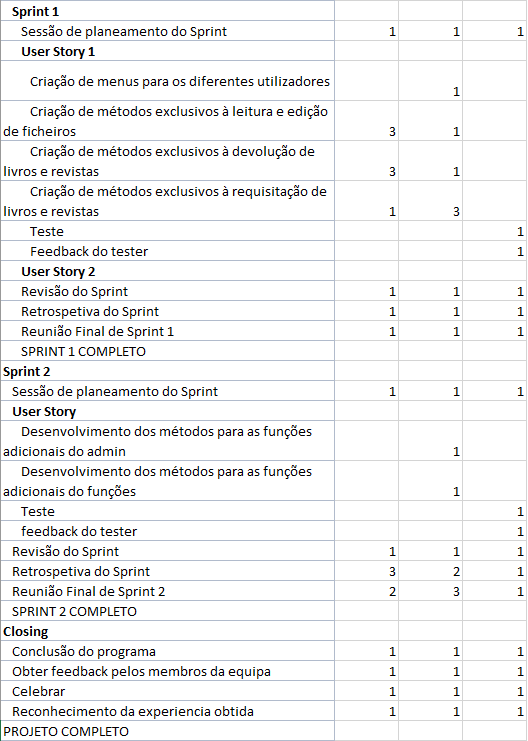 Sprint 1
Sessão de planeamento do Sprint 1 1 1
User Story 1
Criação de menus para os diferentes utilizadores 1
Criação de métodos exclusivos à leitura e edição
de ficheiros 3 1
Criação de métodos exclusivos à devolução de
livros e revistas 3 1
Criação de métodos exclusivos à requisitação de
livros e revistas 1 3
Teste 1
Feedback do tester 1
User Story 2
Revisão do Sprint 1 1 1
Retrospetiva do Sprint 1 1 1
Reunião Final de Sprint 1 1 1 1
SPRINT 1 COMPLETO
Sprint 2
Sessão de planeamento do Sprint 1 1 1
User Story
Desenvolvimento dos métodos para as funções
adicionais do admin 1
Desenvolvimento dos métodos para as funções
adicionais do funções 1
Teste 1
feedback do tester 1
Revisão do Sprint 1 1 1
Retrospetiva do Sprint 3 2 1
Reunião Final de Sprint 2 2 3 1
SPRINT 2 COMPLETO
Closing
Conclusão do programa 1 1 1
Obter feedback pelos membros da equipa 1 1 1
Celebrar 1 1 1
Reconhecimento da experiencia obtida 1 1 1
PROJETO COMPLETO